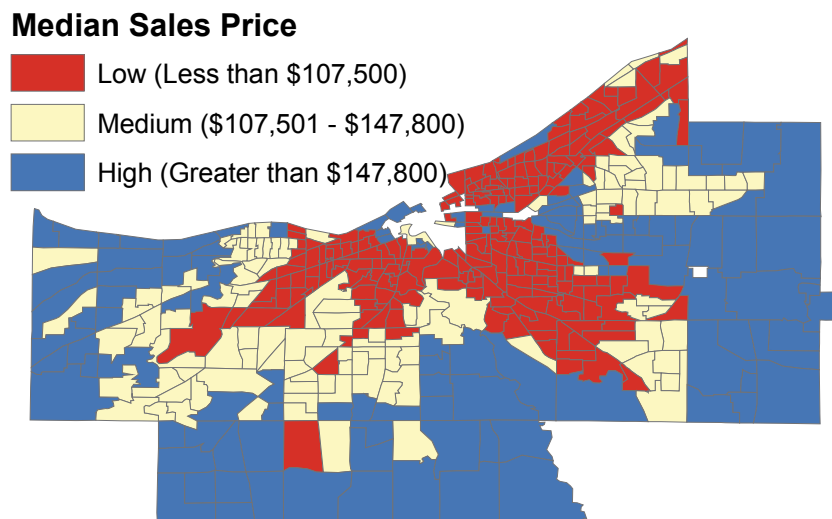 Median Sales Price
Low (Less than $107,500)
Medium ($107,501 - $147,800)
High (Greater than $147,800)